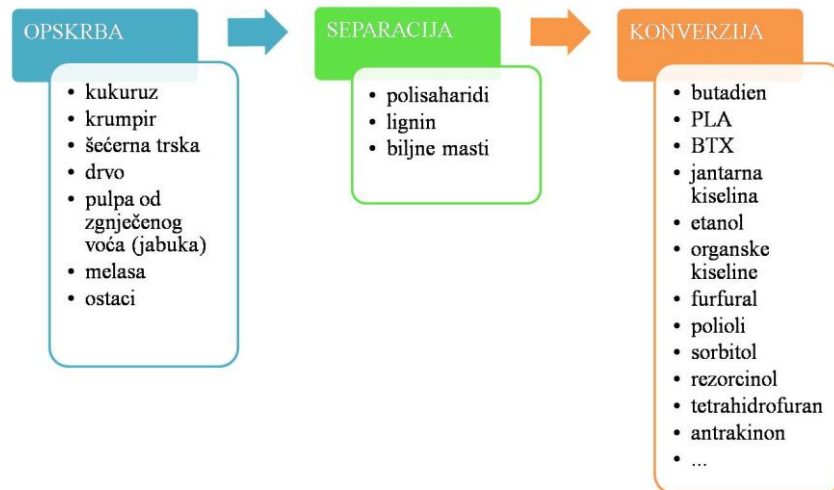 OPSKRBA
• kukuruz
• krumpir
• šećerna trska
• drvo
• pulpa od
zgnječenog
voća (jabuka)
• melasa
• ostaci
SEPARACIJA
• polisaharidi
• lignin
• biljne masti
KONVERZIJA
• butadien
• PLA
• BTX
• jantarna
kiselina
• etanol
• organske
kiseline
• furfural
• polioli
• sorbitol
• rezorcinol
• tetrahidrofuran
• antrakinon
• ...